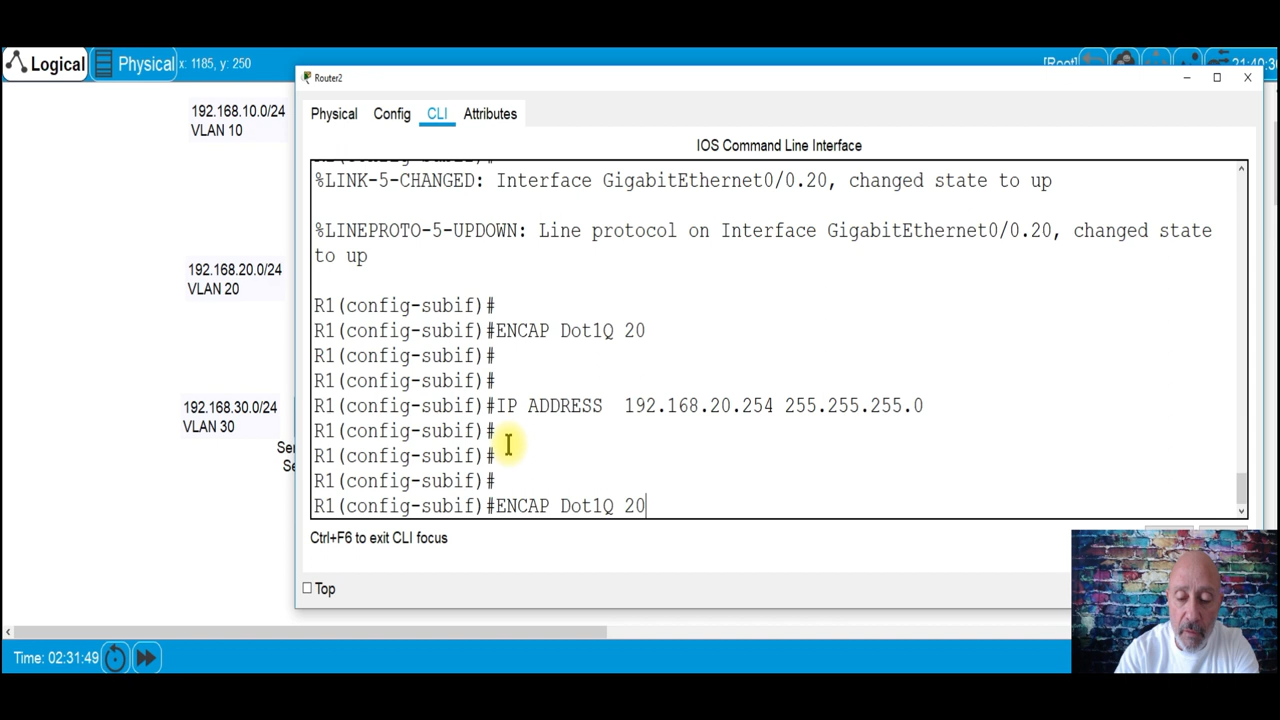 Logical
Physical
x: 1185, y: 250
[Root]
192.168.10.0/24
VLAN 10
192.168.20.0/24
VLAN 20
192.168.30.0/24
VLAN 30
Router2
Physical Config CLI Attributes
IOS Command Line Interface
R1(config-subif)#
%LINK-5-CHANGED: Interface GigabitEthernet0/0.20, changed state to up
%LINEPROTO-5-UPDOWN: Line protocol on Interface GigabitEthernet0/0.20, changed state
to up
R1(config-subif)#
R1(config-subif)#ENCAP Dot1Q 20
R1(config-subif)#
R1(config-subif)#
R1(config-subif)#IP ADDRESS  192.168.20.254 255.255.255.0
R1(config-subif)#
R1(config-subif)#
R1(config-subif)#
R1(config-subif)#ENCAP Dot1Q 20
Ctrl+F6 to exit CLI focus
Top
Time: 02:31:49